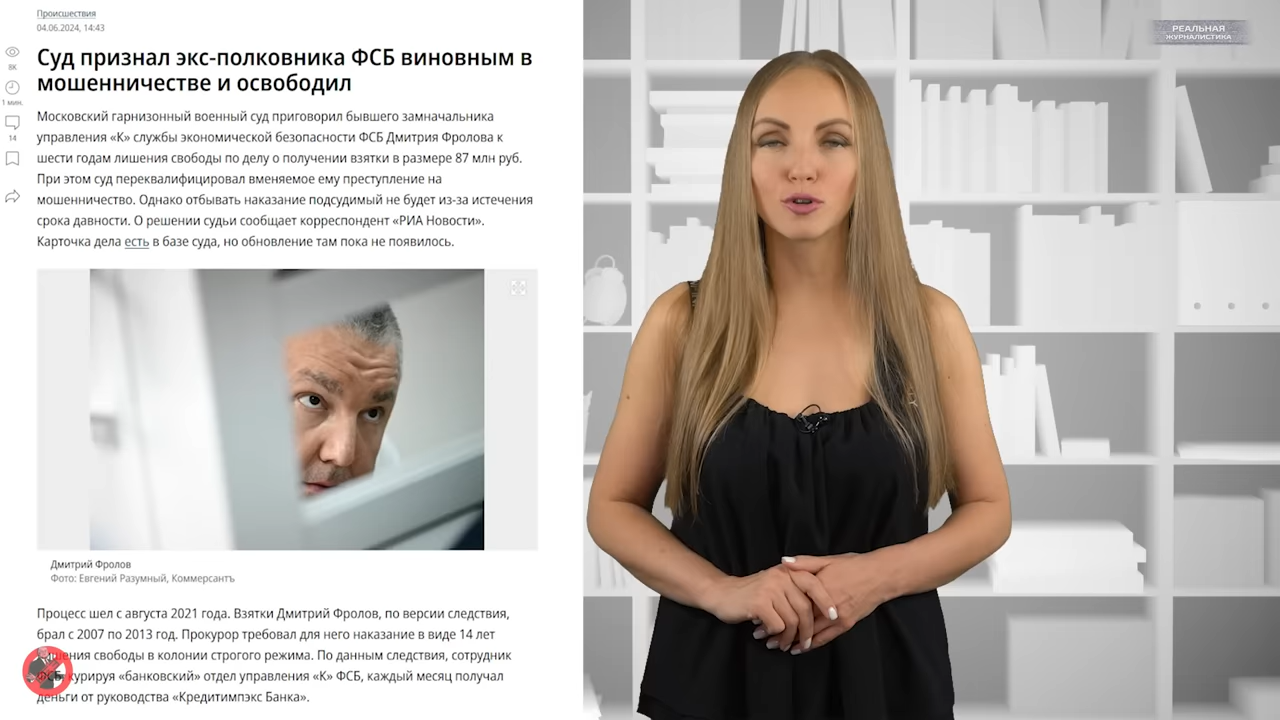 Происшествия
04.06.2024, 14:43
Суд признал экс-полковника ФСБ виновным в
мошенничестве и освободил
8K
1 мин.
14
Московский гарнизонный военный суд приговорил бывшего замначальника
управления «К» службы экономической безопасности ФСБ Дмитрия Фролова к
шести годам лишения свободы по делу о получении взятки в размере 87 млн руб.
При этом суд переквалифицировал вменяемое ему преступление на
мошенничество. Однако отбывать наказание подсудимый не будет из-за истечения
срока давности. О решении судьи сообщает корреспондент «РИА Новости».
Карточка дела есть в базе суда, но обновление там пока не появилось.
Дмитрий Фролов
Фото: Евгений Разумный, Коммерсантъ
Процесс шел с августа 2021 года. Взятки Дмитрий Фролов, по версии следствия,
брал с 2007 по 2013 год. Прокурор требовал для него наказание в виде 14 лет
лишения свободы в колонии строгого режима. По данным следствия, сотрудник
ФСБ, курируя «банковский» отдел управления «К» ФСБ, каждый месяц получал
деньги от руководства «Кредитимпэкс Банка».
РЕАЛЬНАЯ
ЖУРНАЛИСТИКА